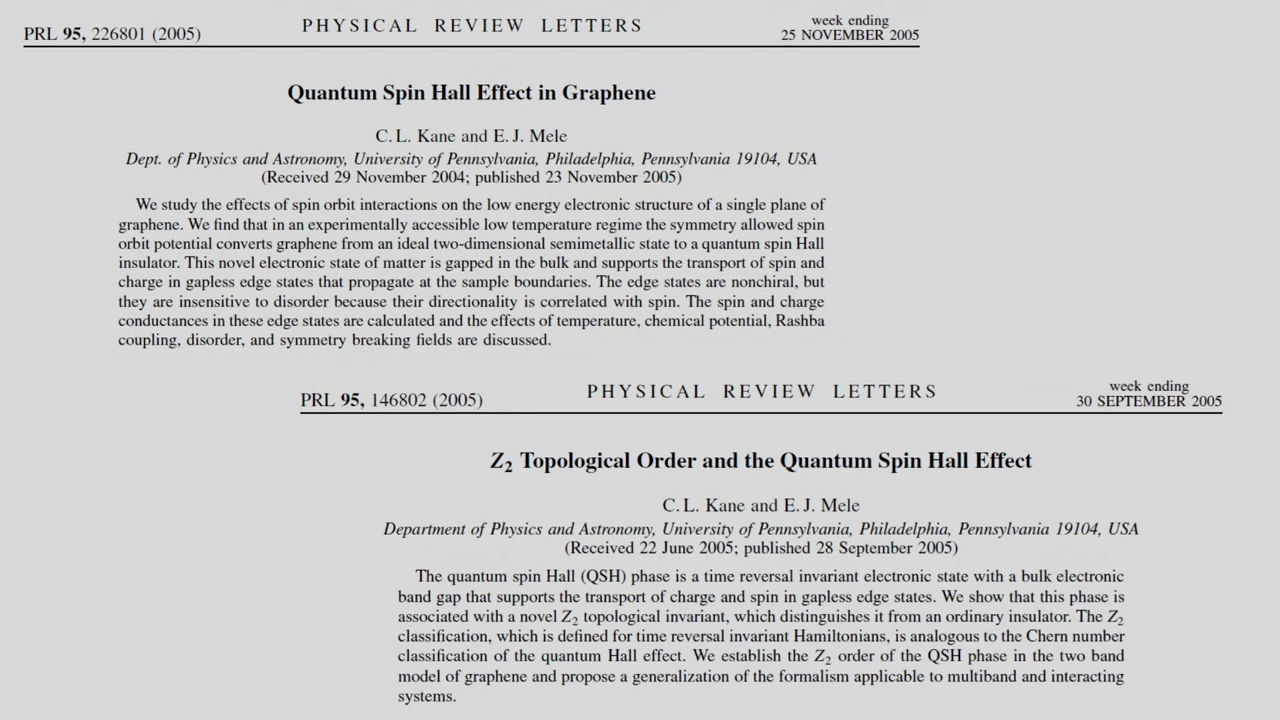 PRL 95, 226801 (2005)
PHYSICAL REVIEW LETTERS
week ending
25 NOVEMBER 2005
Quantum Spin Hall Effect in Graphene
C. L. Kane and E. J. Mele
Dept. of Physics and Astronomy, University of Pennsylvania, Philadelphia, Pennsylvania 19104, USA
(Received 29 November 2004; published 23 November 2005)
We study the effects of spin orbit interactions on the low energy electronic structure of a single plane of
graphene. We find that in an experimentally accessible low temperature regime the symmetry allowed spin
orbit potential converts graphene from an ideal two-dimensional semimetallic state to a quantum spin Hall
insulator. This novel electronic state of matter is gapped in the bulk and supports the transport of spin and
charge in gapless edge states that propagate at the sample boundaries. The edge states are nonchiral, but
they are insensitive to disorder because their directionality is correlated with spin. The spin and charge
conductances in these edge states are calculated and the effects of temperature, chemical potential, Rashba
coupling, disorder, and symmetry breaking fields are discussed.
PRL 95, 146802 (2005)
PHYSICAL REVIEW LETTERS
week ending
30 SEPTEMBER 2005
Z₂ Topological Order and the Quantum Spin Hall Effect
C. L. Kane and E. J. Mele
Department of Physics and Astronomy, University of Pennsylvania, Philadelphia, Pennsylvania 19104, USA
(Received 22 June 2005; published 28 September 2005)
The quantum spin Hall (QSH) phase is a time reversal invariant electronic state with a bulk electronic
band gap that supports the transport of charge and spin in gapless edge states. We show that this phase is
associated with a novel Z₂ topological invariant, which distinguishes it from an ordinary insulator. The Z₂
classification, which is defined for time reversal invariant Hamiltonians, is analogous to the Chern number
classification of the quantum Hall effect. We establish the Z₂ order of the QSH phase in the two band
model of graphene and propose a generalization of the formalism applicable to multiband and interacting
systems.